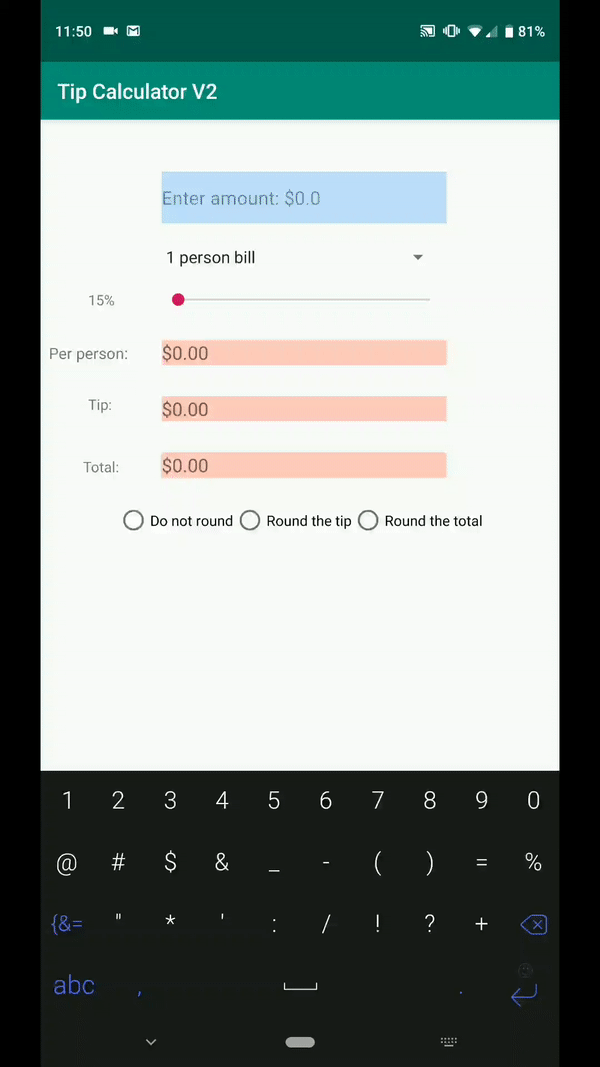 11:50 81%
Tip Calculator V2
Enter amount: $0.0
1 person bill
15%
Per person: $0.00
Tip: $0.00
Total: $0.00
Do not round Round the tip Round the total
1 2 3 4 5 6 7 8 9 0
@ # $ & _ - ( ) = %
{&= " * ' : / ! ? +
abc , .